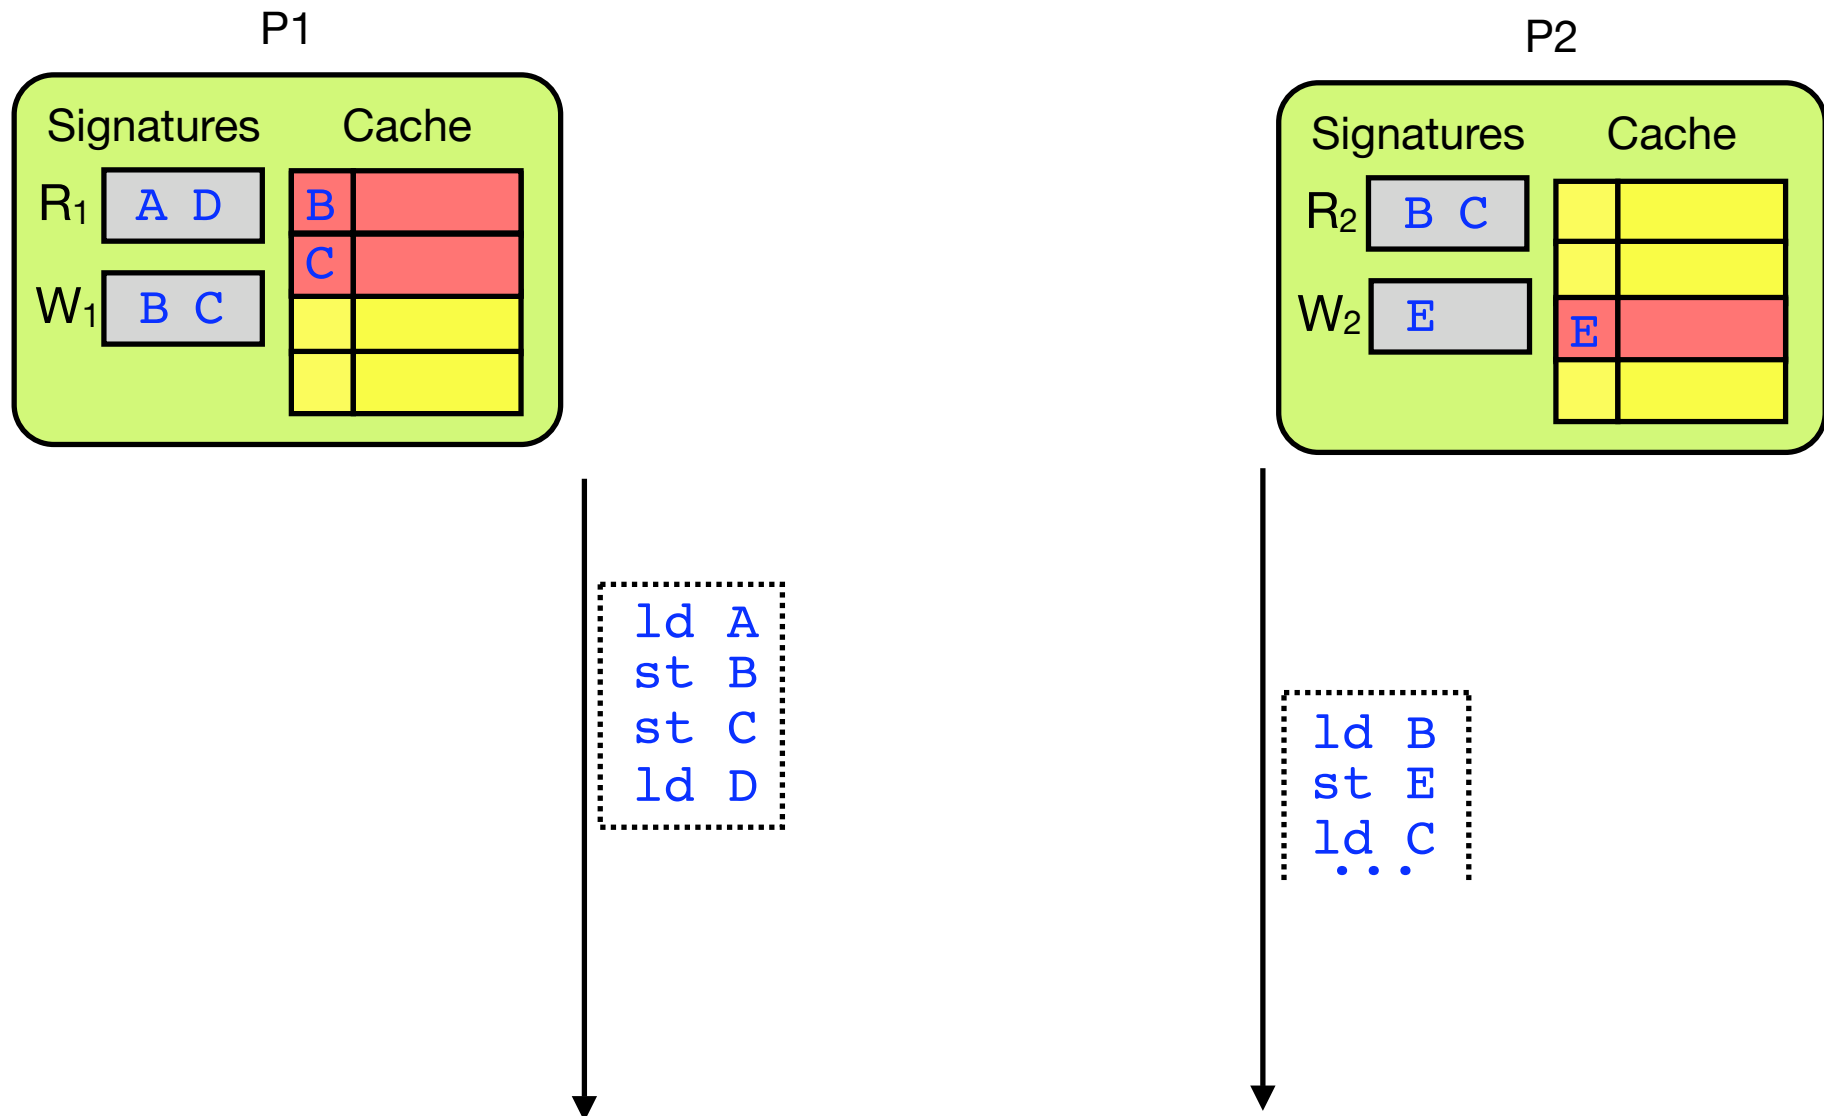 P1
Signatures Cache
R1 A D B
C
W1 B C
P2
Signatures Cache
R2 B C
W2 E E
ld A
st B
st C
ld D
ld B
st E
ld C
...